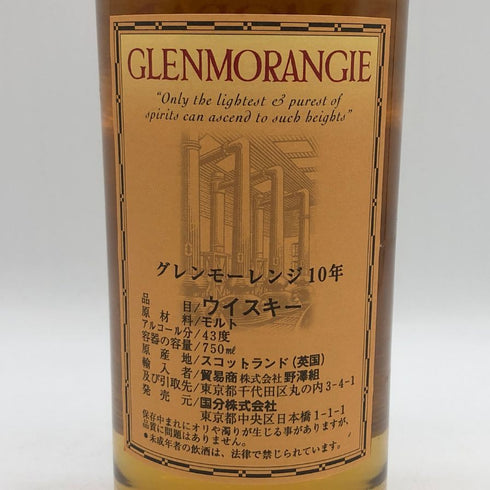 GLENMORANGIE
“Only the lightest & purest of
spirits can ascend to such heights”
グレンモーレンジ10年
品目/ウイスキー
原材料/モルト
アルコール分/43度
容器の容量/750ml
原産地/スコットランド(英国)
輸入者/貿易商株式会社野澤組
及び引取先/東京都千代田区丸の内3-4-1
発売元/国分株式会社
東京都中央区日本橋1-1-1
保存中まれにオリや濁りが生じる事がありますが、
品質に問題はありません。
●未成年者の飲酒は、法律で禁じられています。